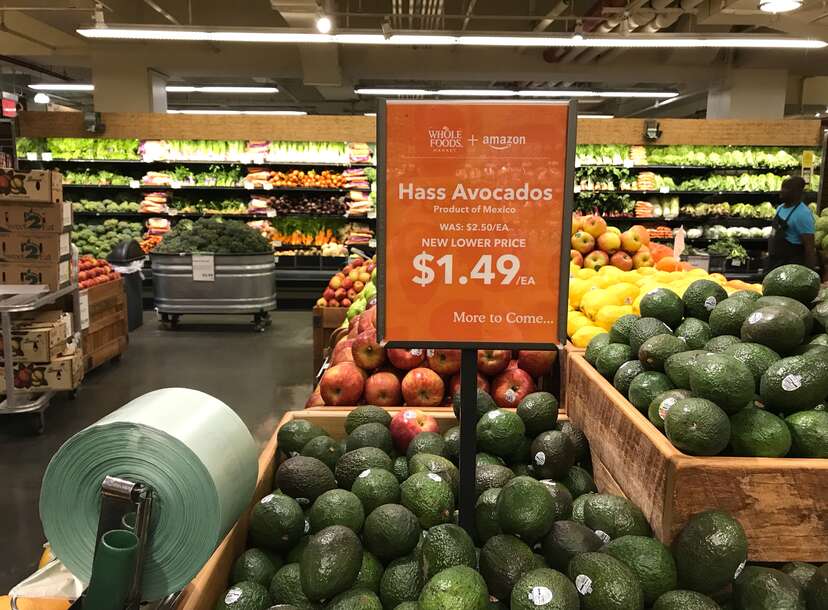 WHOLE
FOODS + amazon
MARKET
Hass Avocados
Product of Mexico
WAS: $2.50/EA
NEW LOWER PRICE
$1.49/EA
More to Come...